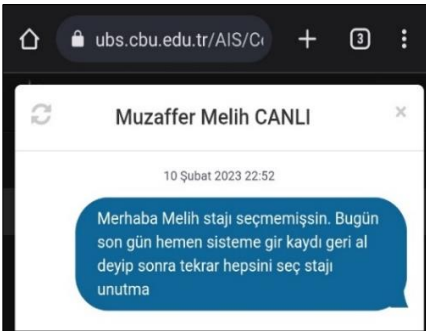 ubs.cbu.edu.tr/AIS/C
3
Muzaffer Melih CANLI
×
10 Şubat 2023 22:52
Merhaba Melih stajı seçmemişsin. Bugün
son gün hemen sisteme gir kaydı geri al
deyip sonra tekrar hepsini seç stajı
unutma